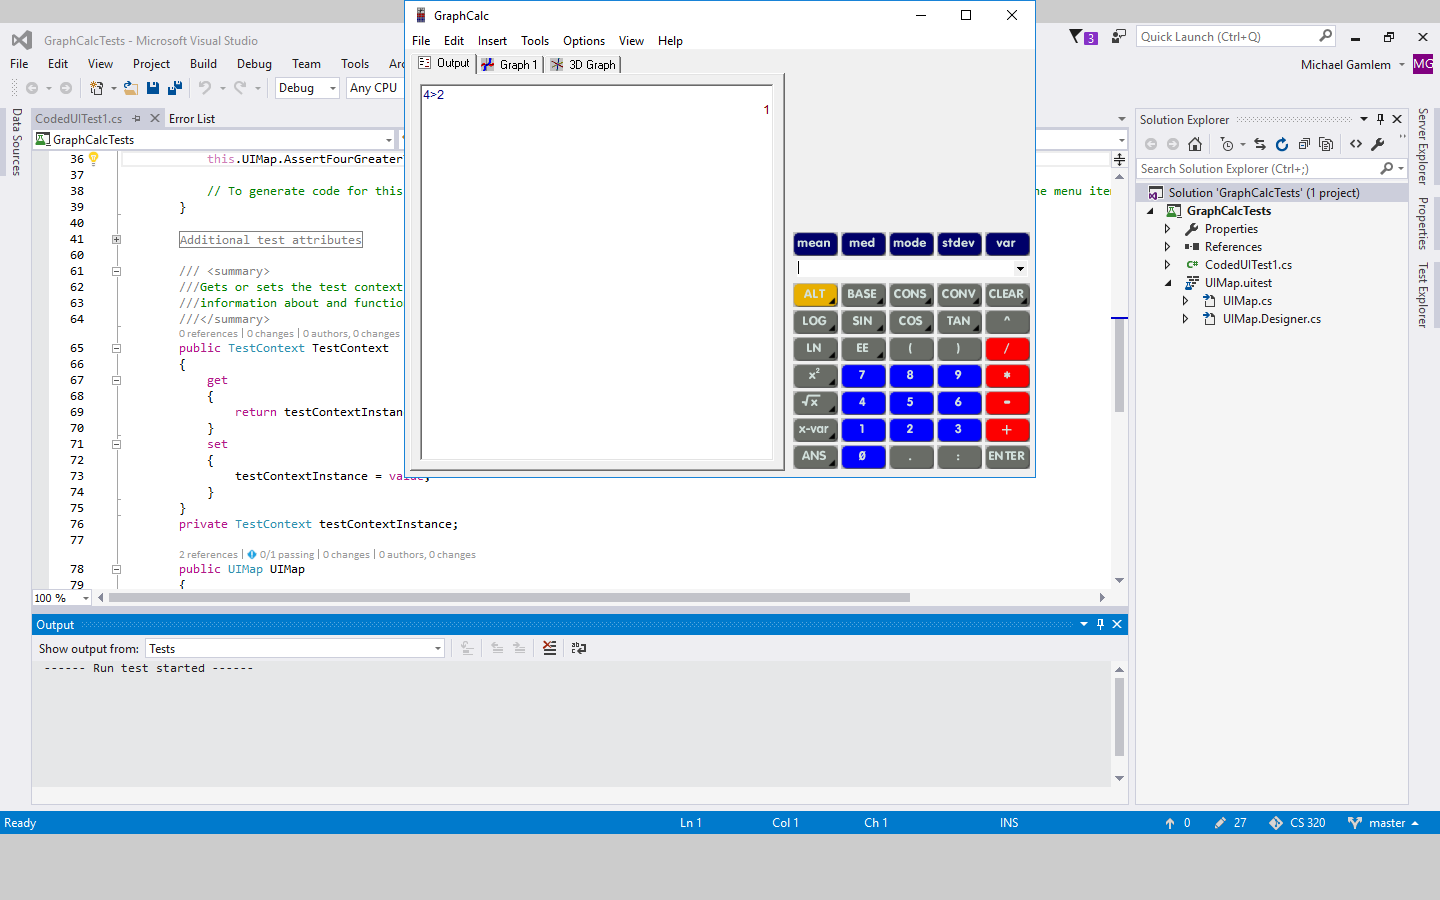 GraphCalc
File Edit Insert Tools Options View Help
Output Graph 1 3D Graph
4>2
1
mean med mode stdev var
ALT BASE CONS CONV CLEAR
LOG SIN COS TAN ^
LN EE ( ) /
x² 7 8 9 *
√x 4 5 6 -
x-var 1 2 3 +
ANS 0 . : ENTER
GraphCalcTests - Microsoft Visual Studio
3
Quick Launch (Ctrl+Q)
File Edit View Project Build Debug Team Tools
Michael Gamlem MG
Debug Any CPU
Data Sources
CodedUITest1.cs Error List
GraphCalcTests
36 this.UIMap.AssertFourGreater
37
38 // To generate code for this he menu iter
39 }
40
41 Additional test attributes
60
61 /// <summary>
62 ///Gets or sets the test context
63 ///information about and functio
64 ///</summary>
0 references | 0 changes | 0 authors, 0 changes
65 public TestContext TestContext
66 {
67 get
68 {
69 return testContextInstan
70 }
71 set
72 {
73 testContextInstance = value;
74 }
75 }
76 private TestContext testContextInstance;
77
2 references | 0/1 passing | 0 changes | 0 authors, 0 changes
78 public UIMap UIMap
79 {
100 %
Output
Show output from: Tests
------ Run test started ------
Solution Explorer
Search Solution Explorer (Ctrl+;)
Solution 'GraphCalcTests' (1 project)
GraphCalcTests
Properties
References
C# CodedUITest1.cs
UIMap.uitest
UIMap.cs
UIMap.Designer.cs
Server Explorer
Properties
Test Explorer
Ready Ln 1 Col 1 Ch 1 INS 0 27 CS 320 master